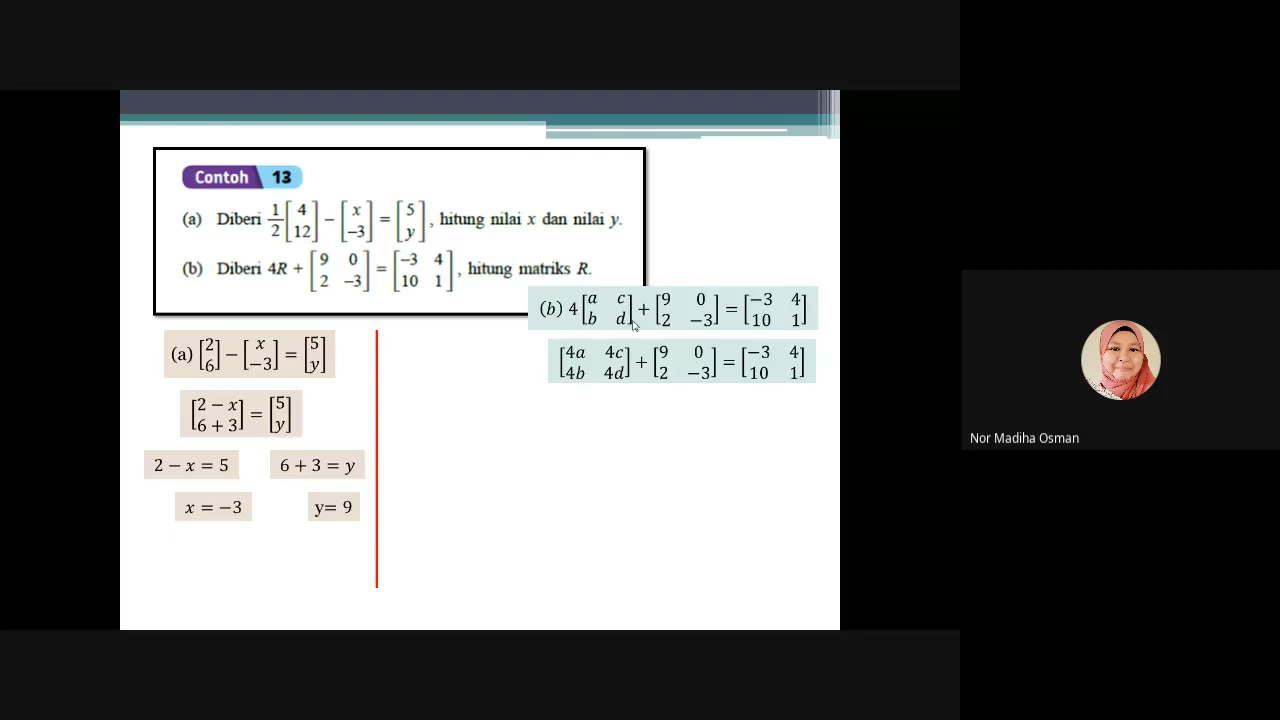 Contoh 13
(a) Diberi 1/2 [4; 12] − [x; −3] = [5; y], hitung nilai x dan nilai y.
(b) Diberi 4R + [9 0; 2 −3] = [−3 4; 10 1], hitung matriks R.
(b) 4 [a c; b d] + [9 0; 2 −3] = [−3 4; 10 1]
[4a 4c; 4b 4d] + [9 0; 2 −3] = [−3 4; 10 1]
(a) [2; 6] − [x; −3] = [5; y]
[2 − x; 6 + 3] = [5; y]
2 − x = 5
6 + 3 = y
x = −3
y= 9
Nor Madiha Osman